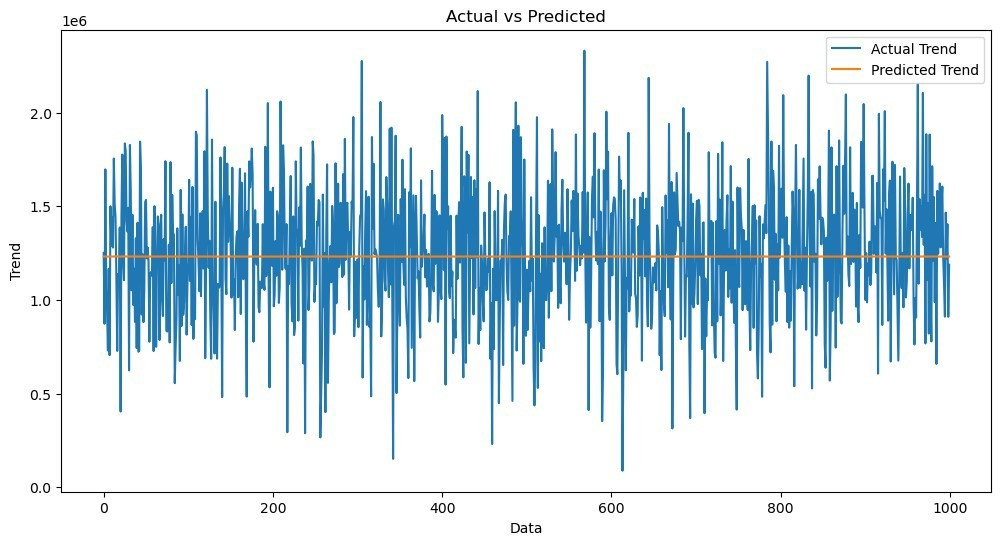 Actual vs Predicted
1e6
Actual Trend
Predicted Trend
2.0
1.5
1.0
0.5
0.0
Trend
0 200 400 600 800 1000
Data